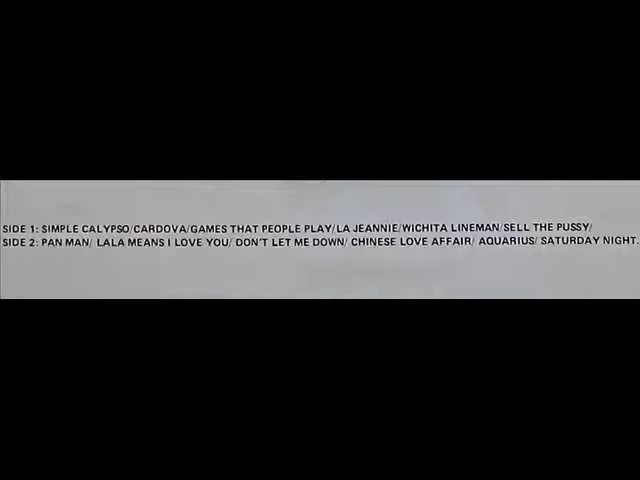 SIDE 1: SIMPLE CALYPSO/CARDOVA/GAMES THAT PEOPLE PLAY/LA JEANNIE/WICHITA LINEMAN/SELL THE PUSSY/
SIDE 2: PAN MAN/ LALA MEANS I LOVE YOU/ DON'T LET ME DOWN/ CHINESE LOVE AFFAIR/ AQUARIUS/ SATURDAY NIGHT.